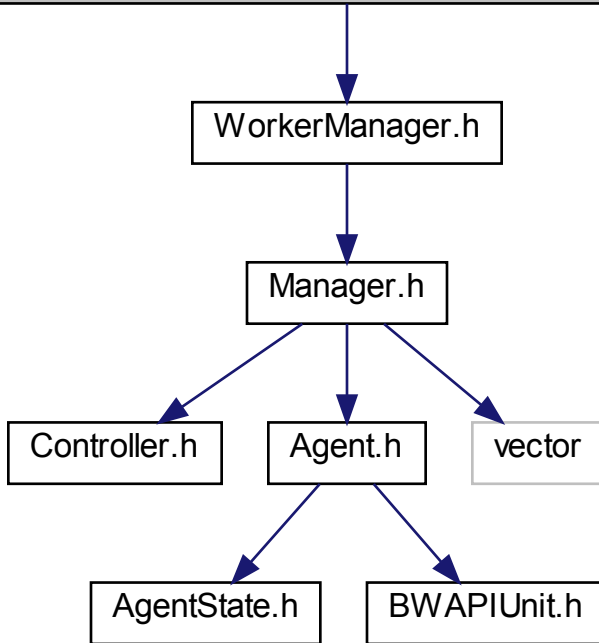 WorkerManager.h
Manager.h
Controller.h
Agent.h
vector
AgentState.h
BWAPIUnit.h